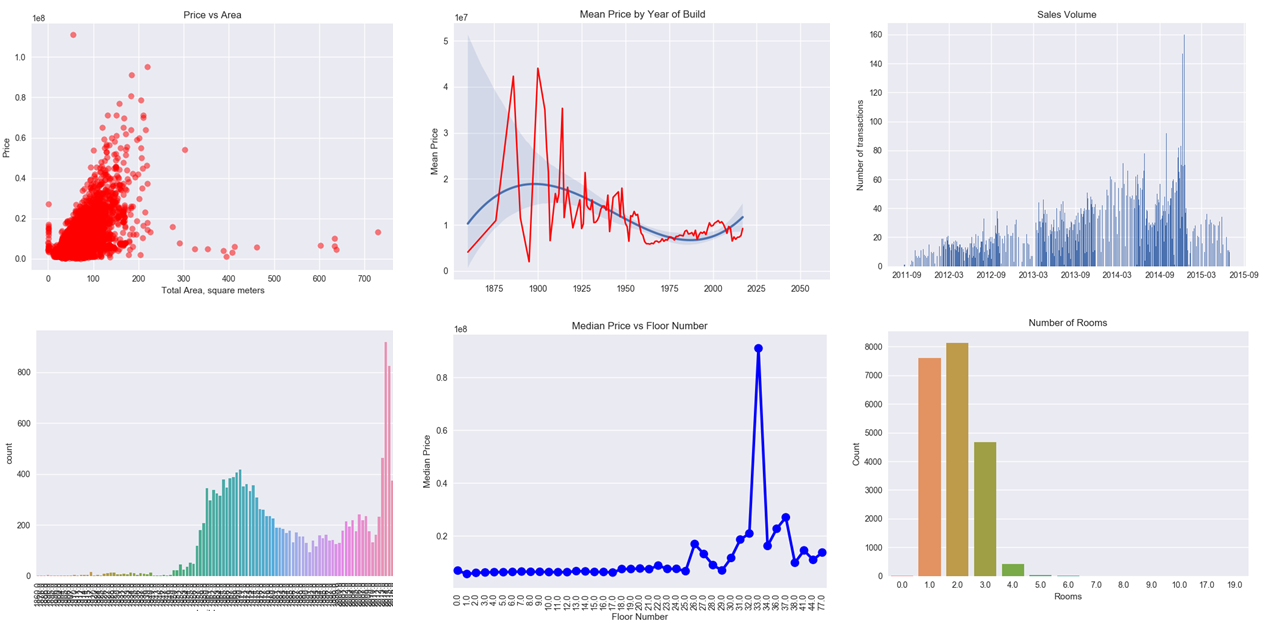 Price vs Area
1e8
1.0
0.8
0.6
0.4
0.2
0.0
Price
0 100 200 300 400 500 600 700
Total Area, square meters
Mean Price by Year of Build
1e7
5
4
3
2
1
0
Mean Price
1875 1900 1925 1950 1975 2000 2025 2050
Sales Volume
160
140
120
100
80
60
40
20
0
Number of transactions
2011-09 2012-03 2012-09 2013-03 2013-09 2014-03 2014-09 2015-03 2015-09
800
600
400
200
0
count
Median Price vs Floor Number
1e8
0.8
0.6
0.4
0.2
Median Price
0.0 1.0 2.0 3.0 4.0 5.0 6.0 7.0 8.0 9.0 10.0 11.0 12.0 13.0 14.0 15.0 16.0 17.0 18.0 19.0 20.0 21.0 22.0 23.0 24.0 25.0 26.0 27.0 28.0 29.0 30.0 31.0 32.0 33.0 34.0 36.0 37.0 38.0 41.0 44.0 77.0
Floor Number
Number of Rooms
8000
7000
6000
5000
4000
3000
2000
1000
0
Count
0.0 1.0 2.0 3.0 4.0 5.0 6.0 7.0 8.0 9.0 10.0 17.0 19.0
Rooms